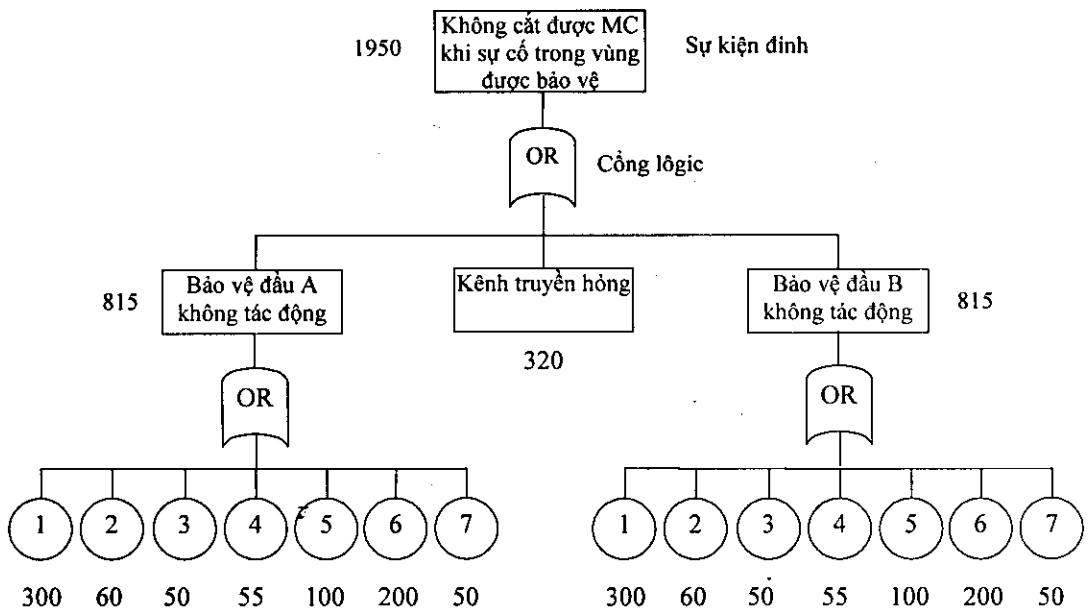 Không cắt được MC
khi sự cố trong vùng
được bảo vệ
1950
Sự kiện đỉnh
OR
Cổng lôgic
815
Bảo vệ đầu A
không tác động
Kênh truyền hỏng
Bảo vệ đầu B
không tác động
815
320
OR
OR
1 2 3 4 5 6 7
1 2 3 4 5 6 7
300 60 50 55 100 200 50
300 60 50 55 100 200 50